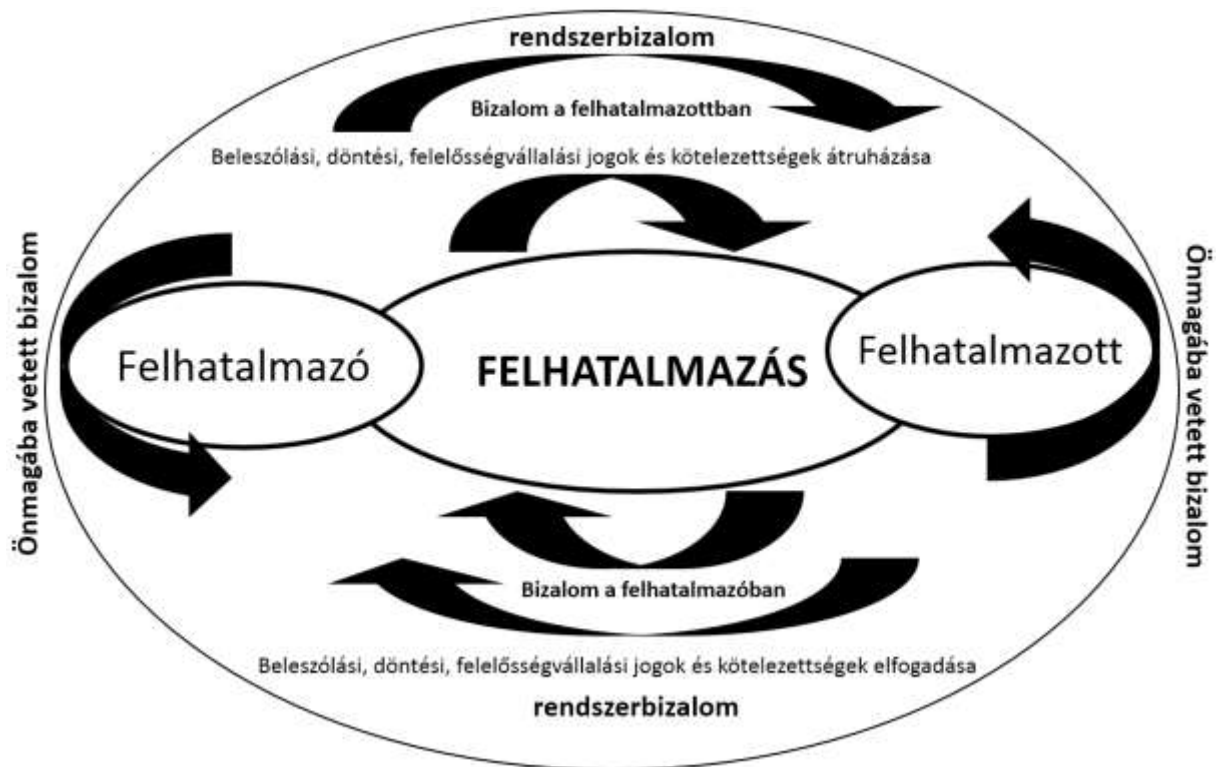 rendszerbizalom
Bizalom a felhatalmazottban
Beleszólási, döntési, felelősségvállalási jogok és kötelezettségek átruházása
Önmagába vetett bizalom
Felhatalmazó
FELHATALMAZÁS
Felhatalmazott
Önmagába vetett bizalom
Bizalom a felhatalmazóban
Beleszólási, döntési, felelősségvállalási jogok és kötelezettségek elfogadása
rendszerbizalom